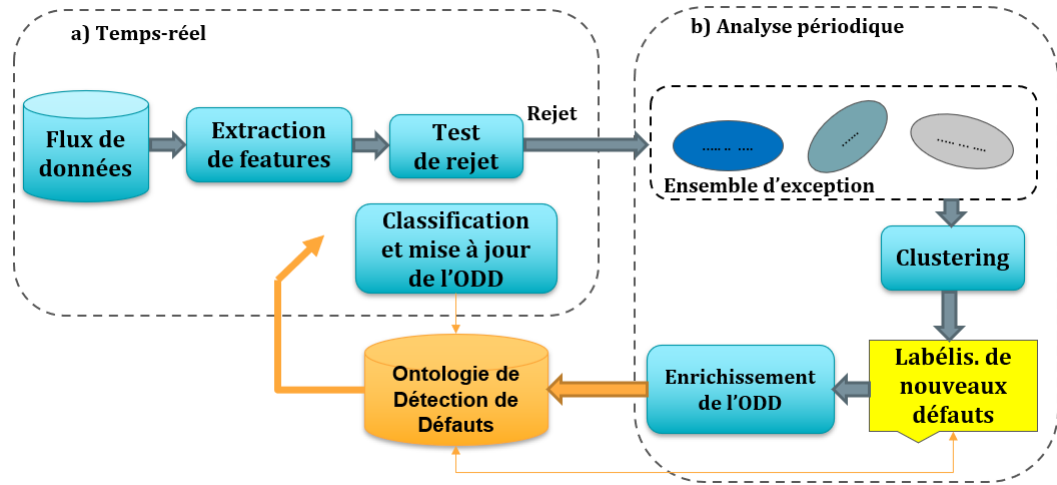 a) Temps-réel
Flux de
données
Extraction
de features
Test
de rejet
Rejet
Classification
et mise à jour
de l'ODD
b) Analyse périodique
..... .. ....
......
..... ... ....
Ensemble d'exception
Clustering
Labélis. de
nouveaux
défauts
Enrichissement
de l'ODD
Ontologie de
Détection de
Défauts